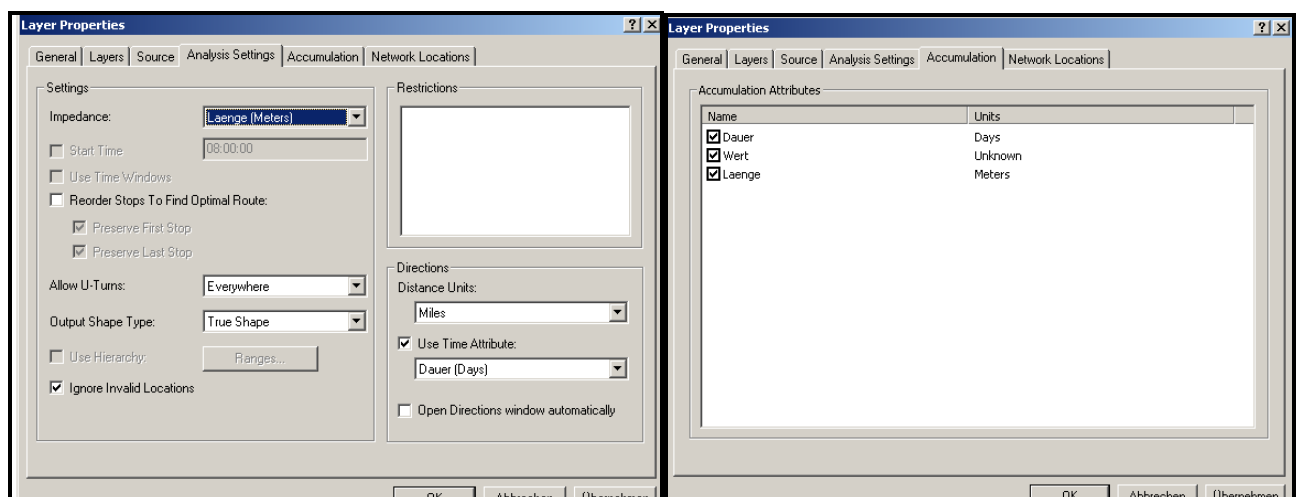 Layer Properties
General Layers Source Analysis Settings Accumulation Network Locations
Settings
Impedance: Laenge (Meters)
Start Time 08:00:00
Use Time Windows
Reorder Stops To Find Optimal Route:
Preserve First Stop
Preserve Last Stop
Allow U-Turns: Everywhere
Output Shape Type: True Shape
Use Hierarchy: Ranges...
Ignore Invalid Locations
Restrictions
Directions
Distance Units:
Miles
Use Time Attribute:
Dauer (Days)
Open Directions window automatically
OK Abbrechen Übernehmen
Layer Properties
General Layers Source Analysis Settings Accumulation Network Locations
Accumulation Attributes
Name Units
Dauer Days
Wert Unknown
Laenge Meters
OK Abbrechen Übernehmen